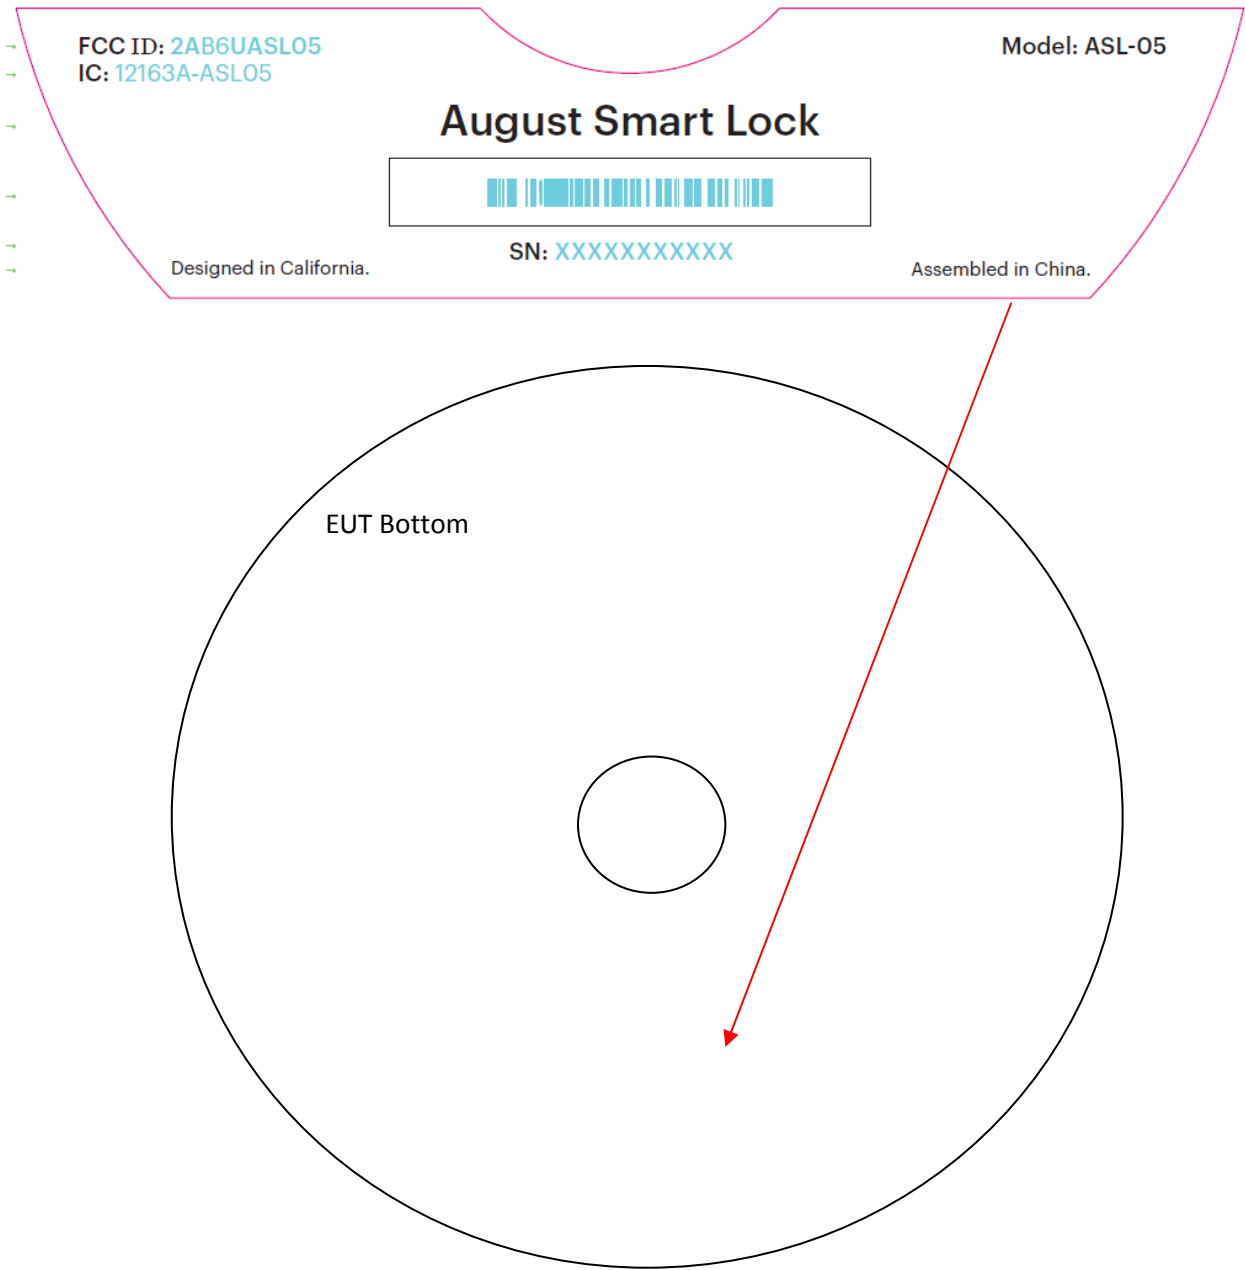 FCC ID: 2AB6UASL05
IC: 12163A-ASL05
Model: ASL-05
August Smart Lock
SN: XXXXXXXXXXX
Designed in California.
Assembled in China.
EUT Bottom